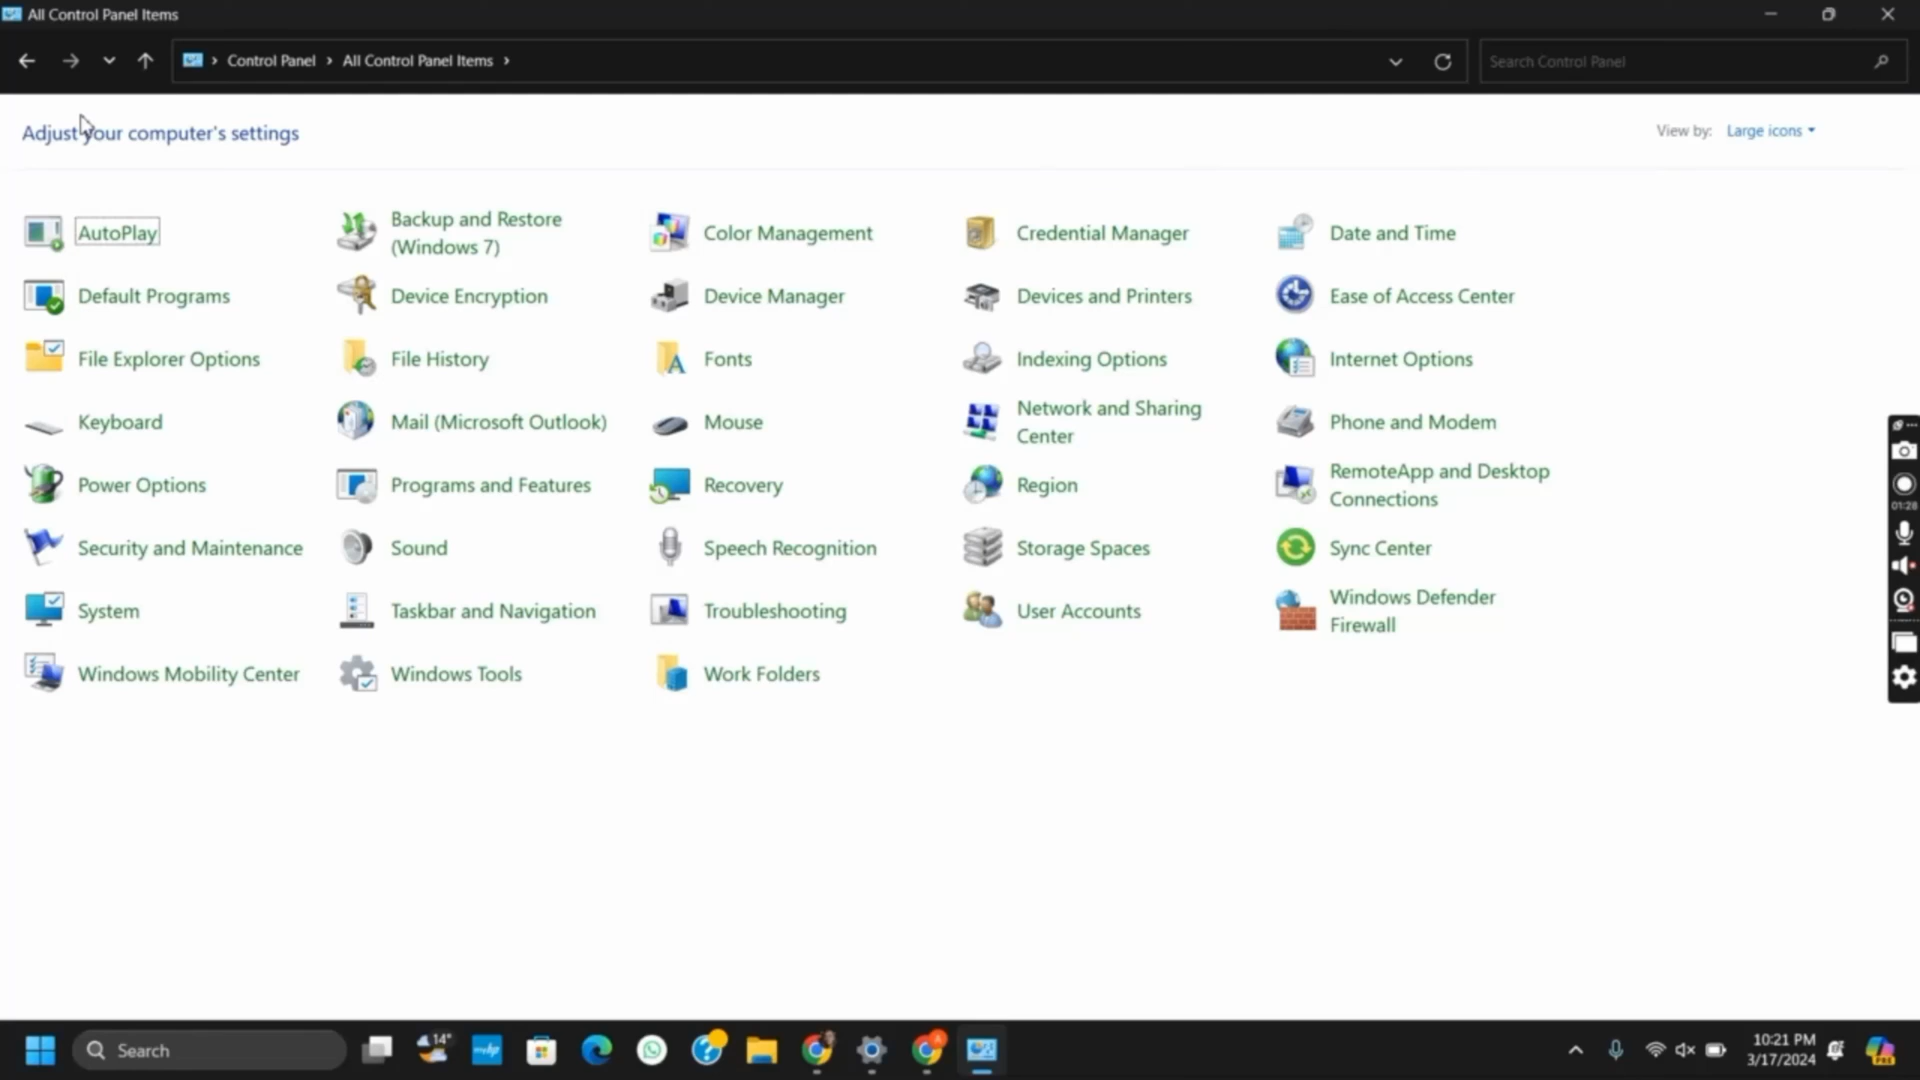 All Control Panel Items
Control Panel › All Control Panel Items ›
Search Control Panel
Adjust your computer's settings
View by: Large icons
AutoPlay
Backup and Restore
(Windows 7)
Color Management
Credential Manager
Date and Time
Default Programs
Device Encryption
Device Manager
Devices and Printers
Ease of Access Center
File Explorer Options
File History
Fonts
Indexing Options
Internet Options
Keyboard
Mail (Microsoft Outlook)
Mouse
Network and Sharing
Center
Phone and Modem
Power Options
Programs and Features
Recovery
Region
RemoteApp and Desktop
Connections
Security and Maintenance
Sound
Speech Recognition
Storage Spaces
Sync Center
System
Taskbar and Navigation
Troubleshooting
User Accounts
Windows Defender
Firewall
Windows Mobility Center
Windows Tools
Work Folders
01:28
Search
14°
myhp
A
PRE
10:21 PM
3/17/2024